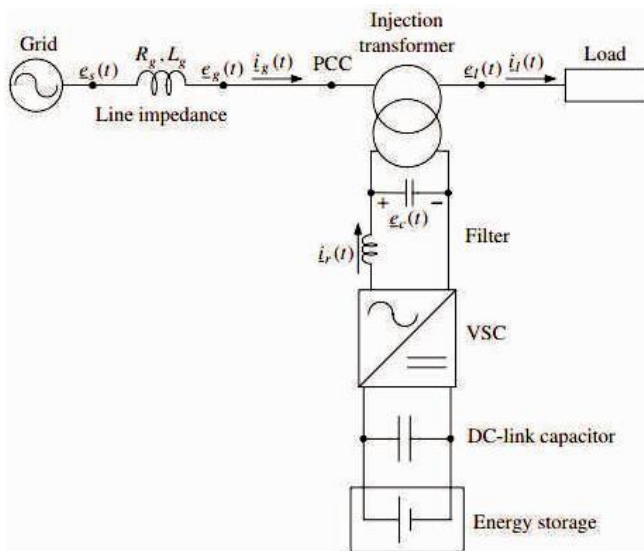 Injection
transformer
Grid
e_s(t)
R_g, L_g
e_g(t)
i_g(t)
PCC
e_l(t)
i_l(t)
Load
Line impedance
+
−
e_c(t)
Filter
i_r(t)
VSC
DC-link capacitor
Energy storage